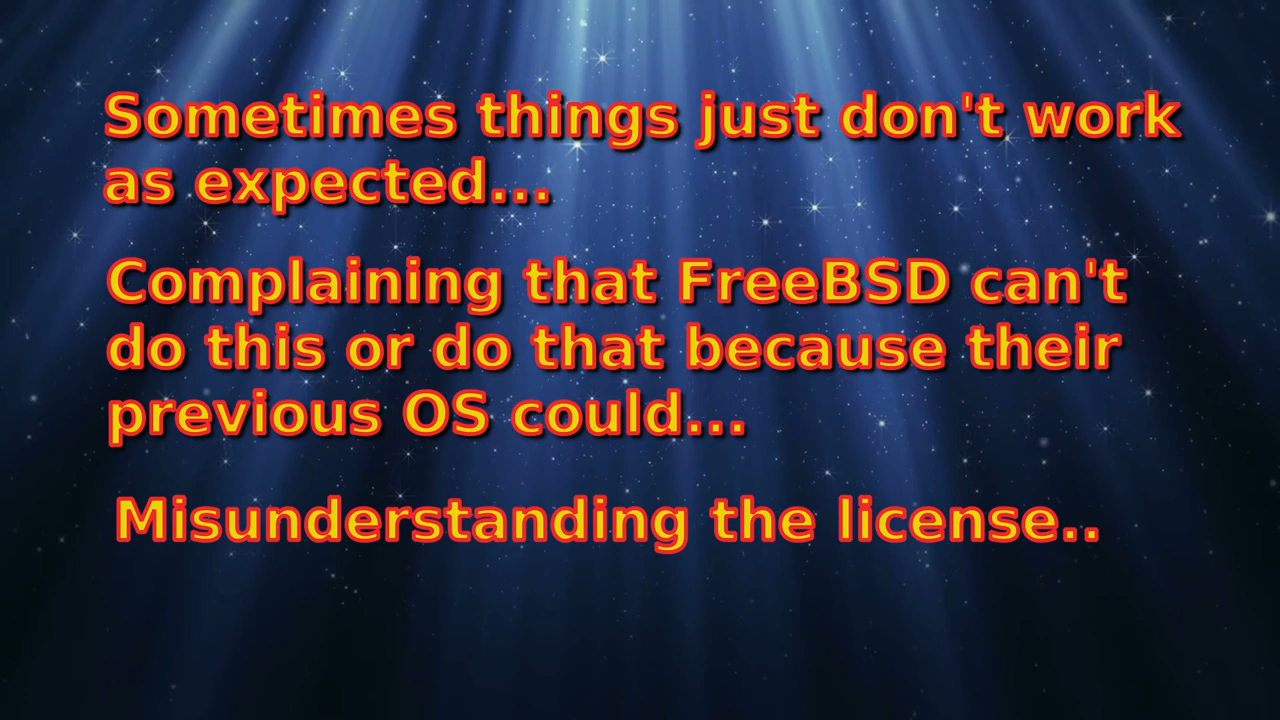 Sometimes things just don't work
as expected...
Complaining that FreeBSD can't
do this or do that because their
previous OS could...
Misunderstanding the license..